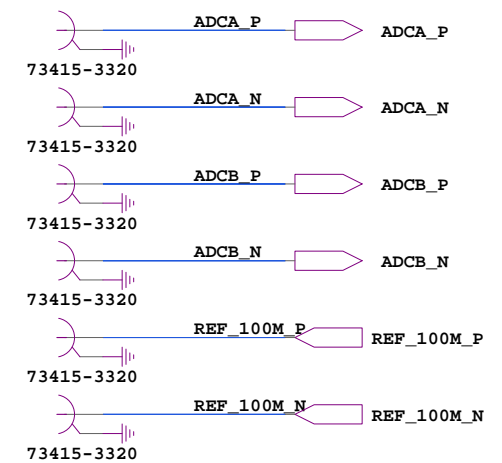 ADCA_P ADCA_P
73415-3320
ADCA_N ADCA_N
73415-3320
ADCB_P ADCB_P
73415-3320
ADCB_N ADCB_N
73415-3320
REF_100M_P REF_100M_P
73415-3320
REF_100M_N REF_100M_N
73415-3320